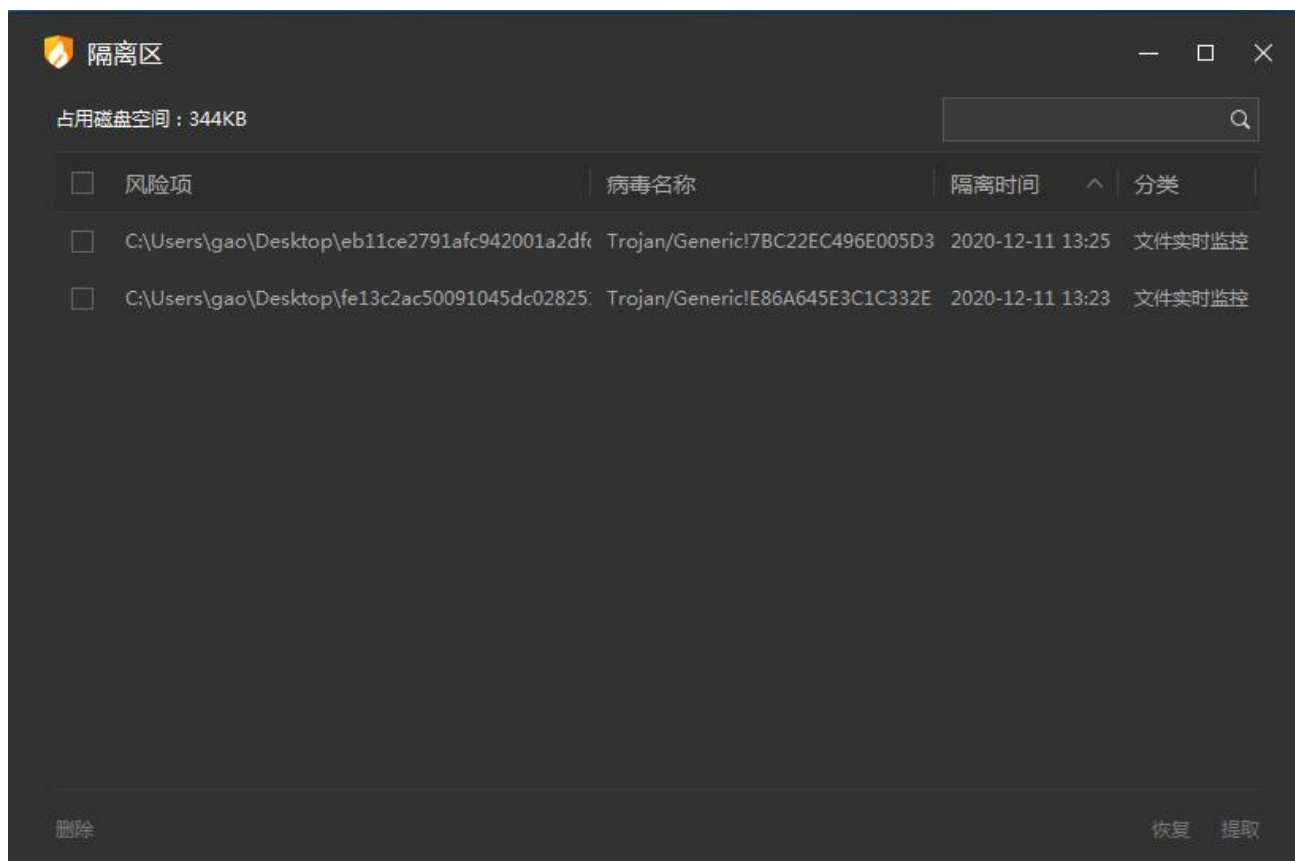 隔离区
占用磁盘空间：344KB
风险项 病毒名称 隔离时间 分类
C:\Users\gao\Desktop\eb11ce2791afc942001a2dfc Trojan/Generic!7BC22EC496E005D3 2020-12-11 13:25 文件实时监控
C:\Users\gao\Desktop\fe13c2ac50091045dc02825 Trojan/Generic!E86A645E3C1C332E 2020-12-11 13:23 文件实时监控
删除 恢复 提取